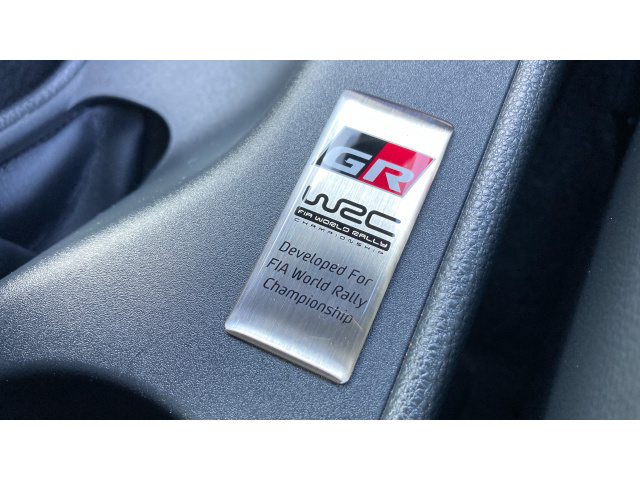 GR
WRC
FIA WORLD RALLY
CHAMPIONSHIP
Developed For
FIA World Rally
Championship